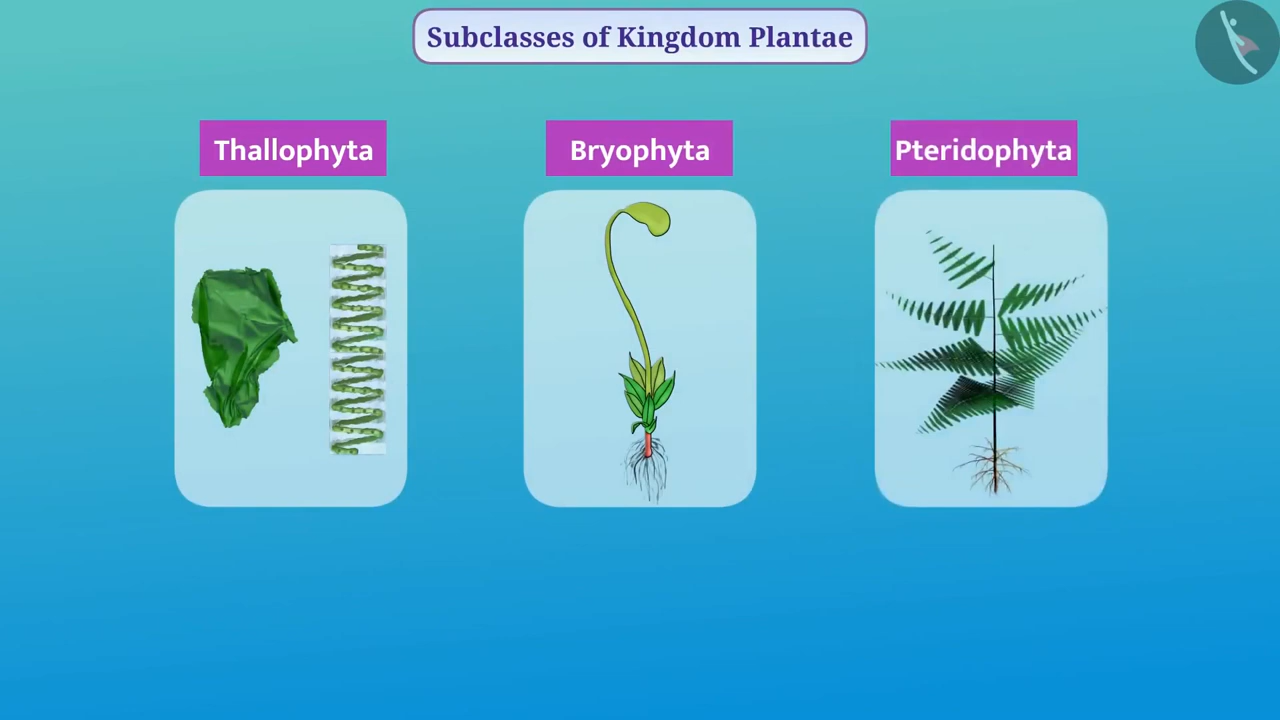 Subclasses of Kingdom Plantae
Thallophyta
Bryophyta
Pteridophyta